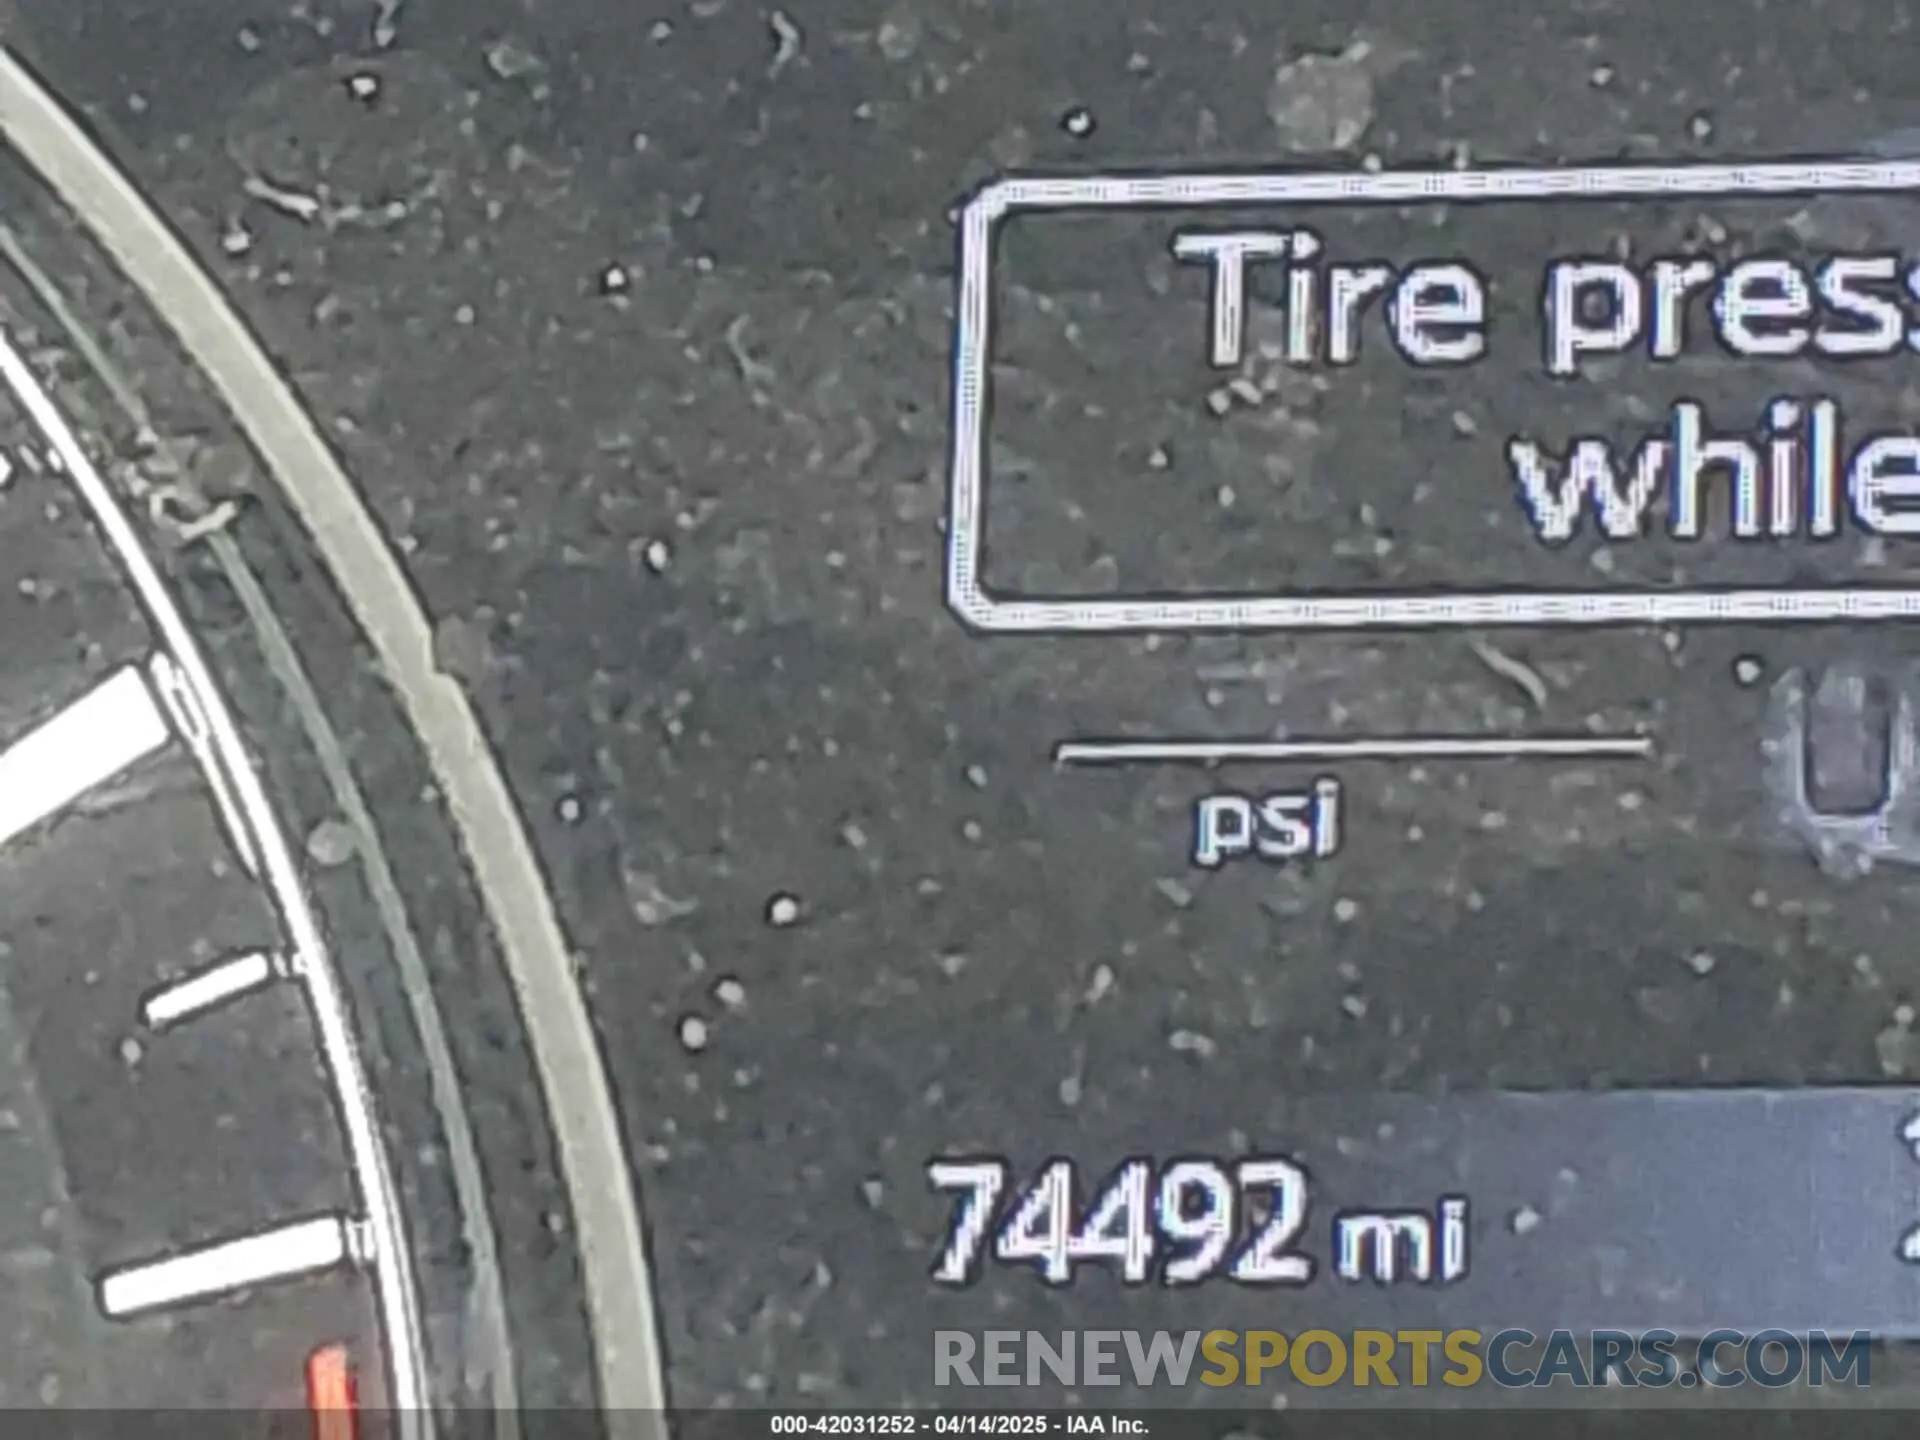 Tire press
while
psi
74492 mi
RENEWSPORTSCARS.COM
000-42031252 - 04/14/2025 - IAA Inc.